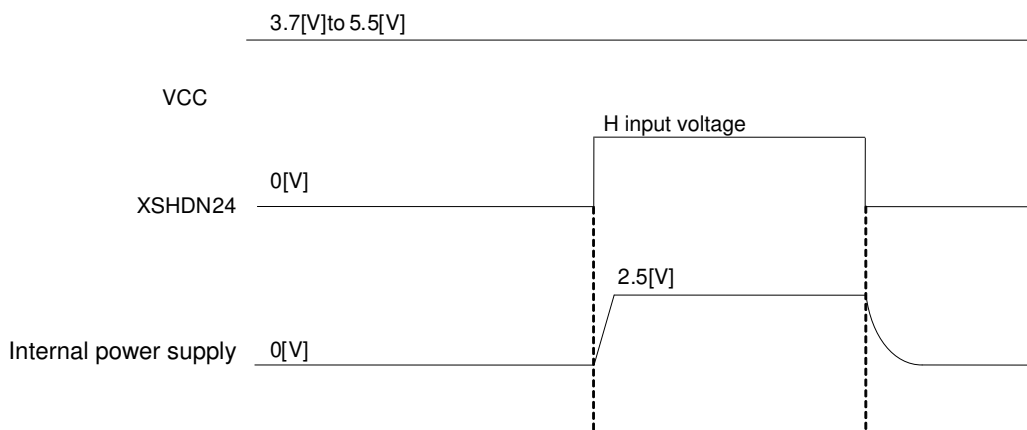 3.7[V]to 5.5[V]
VCC
H input voltage
0[V]
XSHDN24
2.5[V]
Internal power supply
0[V]